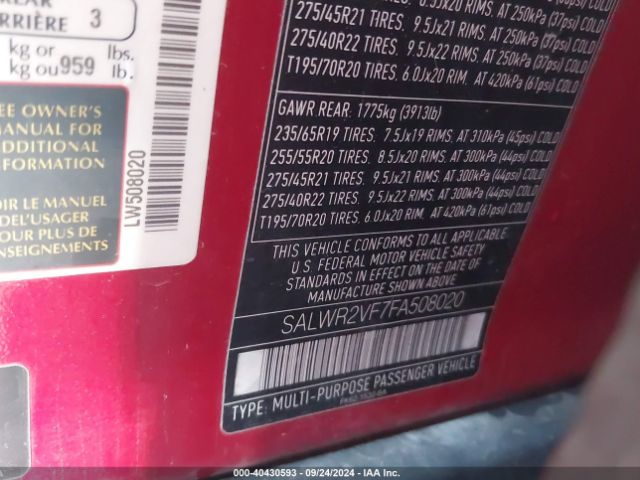 REAR
ARRIÈRE 3
kg or lbs.
kg ou 959 lb.
EE OWNER'S
MANUAL FOR
ADDITIONAL
FORMATION
OIR LE MANUEL
DE L'USAGER
POUR PLUS DE
ENSEIGNEMENTS
LW508020
275/45R21 TIRES. 9.5Jx21 RIMS. AT 250kPa (37psi) COLD
275/40R22 TIRES. 9.5Jx22 RIMS. AT 250kPa (37psi) COLD
T195/70R20 TIRES. 6.0Jx20 RIM. AT 420kPa (61psi) COLD
GAWR REAR: 1775kg (3913lb)
235/65R19 TIRES. 7.5Jx19 RIMS. AT 310kPa (45psi) COLD
255/55R20 TIRES. 8.5Jx20 RIMS. AT 300kPa (44psi) COLD
275/45R21 TIRES. 9.5Jx21 RIMS. AT 300kPa (44psi) COLD
275/40R22 TIRES. 9.5Jx22 RIMS. AT 300kPa (44psi) COLD
T195/70R20 TIRES. 6.0Jx20 RIM. AT 420kPa (61psi) COLD
THIS VEHICLE CONFORMS TO ALL APPLICABLE
U.S. FEDERAL MOTOR VEHICLE SAFETY
STANDARDS IN EFFECT ON THE DATE OF
MANUFACTURE SHOWN ABOVE
SALWR2VF7FA508020
TYPE: MULTI-PURPOSE PASSENGER VEHICLE
000-40430593 - 09/24/2024 - IAA Inc.